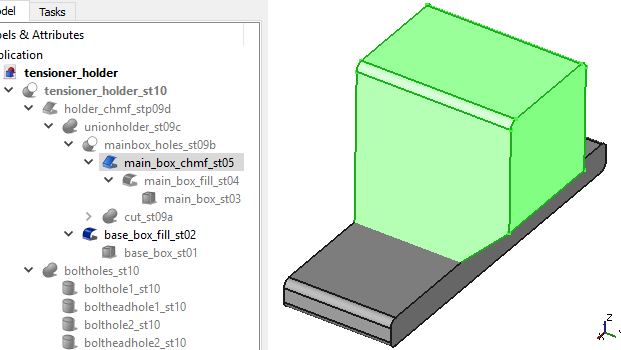 odel Tasks
bels & Attributes
plication
tensioner_holder
tensioner_holder_st10
holder_chmf_stp09d
unionholder_st09c
mainbox_holes_st09b
main_box_chmf_st05
main_box_fill_st04
main_box_st03
cut_st09a
base_box_fill_st02
base_box_st01
boltholes_st10
bolthole1_st10
boltheadhole1_st10
bolthole2_st10
boltheadhole2_st10
Z
X